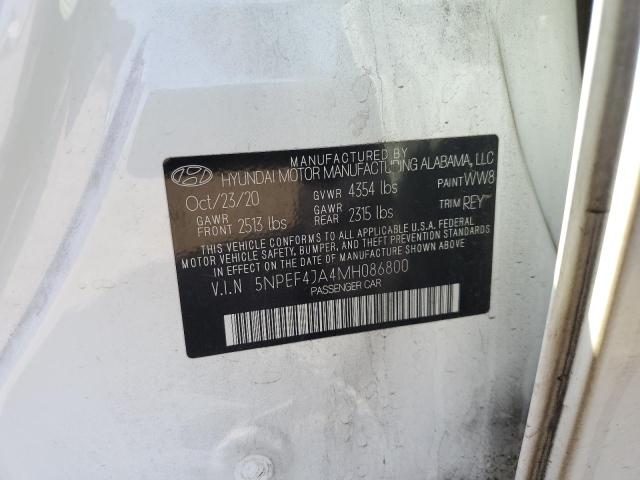 MANUFACTURED BY
HYUNDAI MOTOR MANUFACTURING ALABAMA, LLC
Oct/23/20 GVWR 4354 lbs PAINT WW8
GAWR FRONT 2513 lbs GAWR REAR 2315 lbs TRIM REY
THIS VEHICLE CONFORMS TO ALL APPLICABLE U.S.A. FEDERAL
MOTOR VEHICLE SAFETY, BUMPER, AND THEFT PREVENTION STANDARDS
IN EFFECT ON THE DATE OF MANUFACTURE SHOWN ABOVE
V.I.N 5NPEF4JA4MH086800
PASSENGER CAR